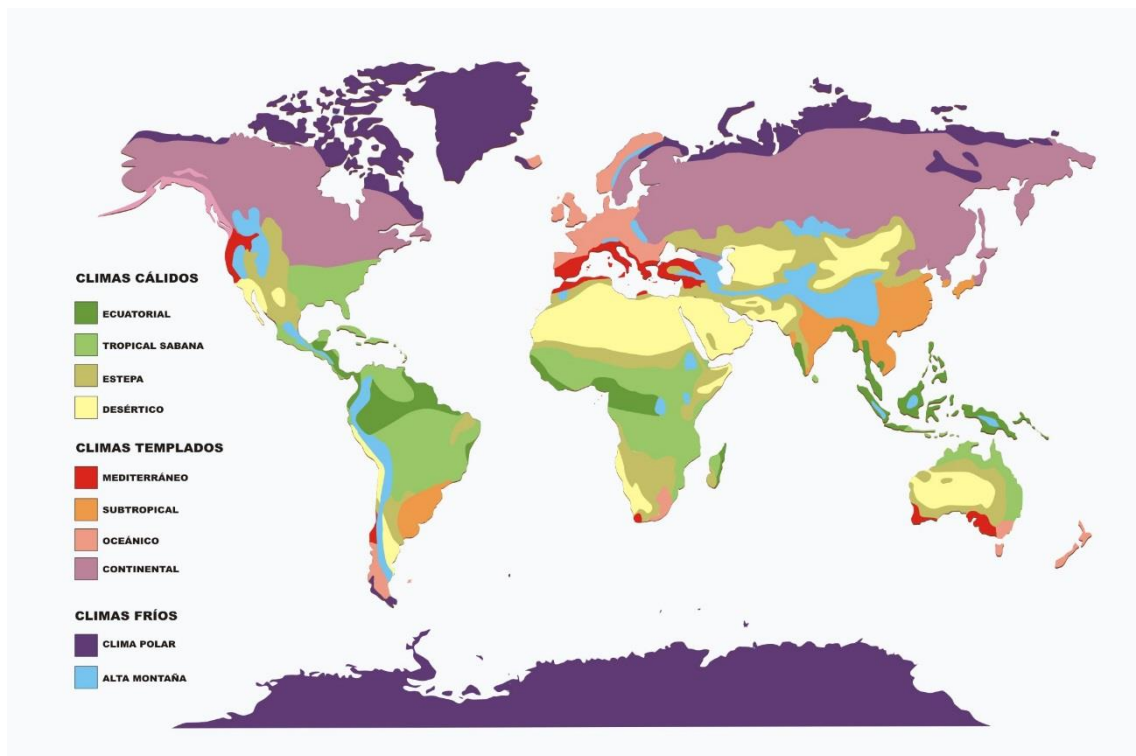 CLIMAS CÁLIDOS
ECUATORIAL
TROPICAL SABANA
ESTEPA
DESÉRTICO
CLIMAS TEMPLADOS
MEDITERRÁNEO
SUBTROPICAL
OCEÁNICO
CONTINENTAL
CLIMAS FRÍOS
CLIMA POLAR
ALTA MONTAÑA